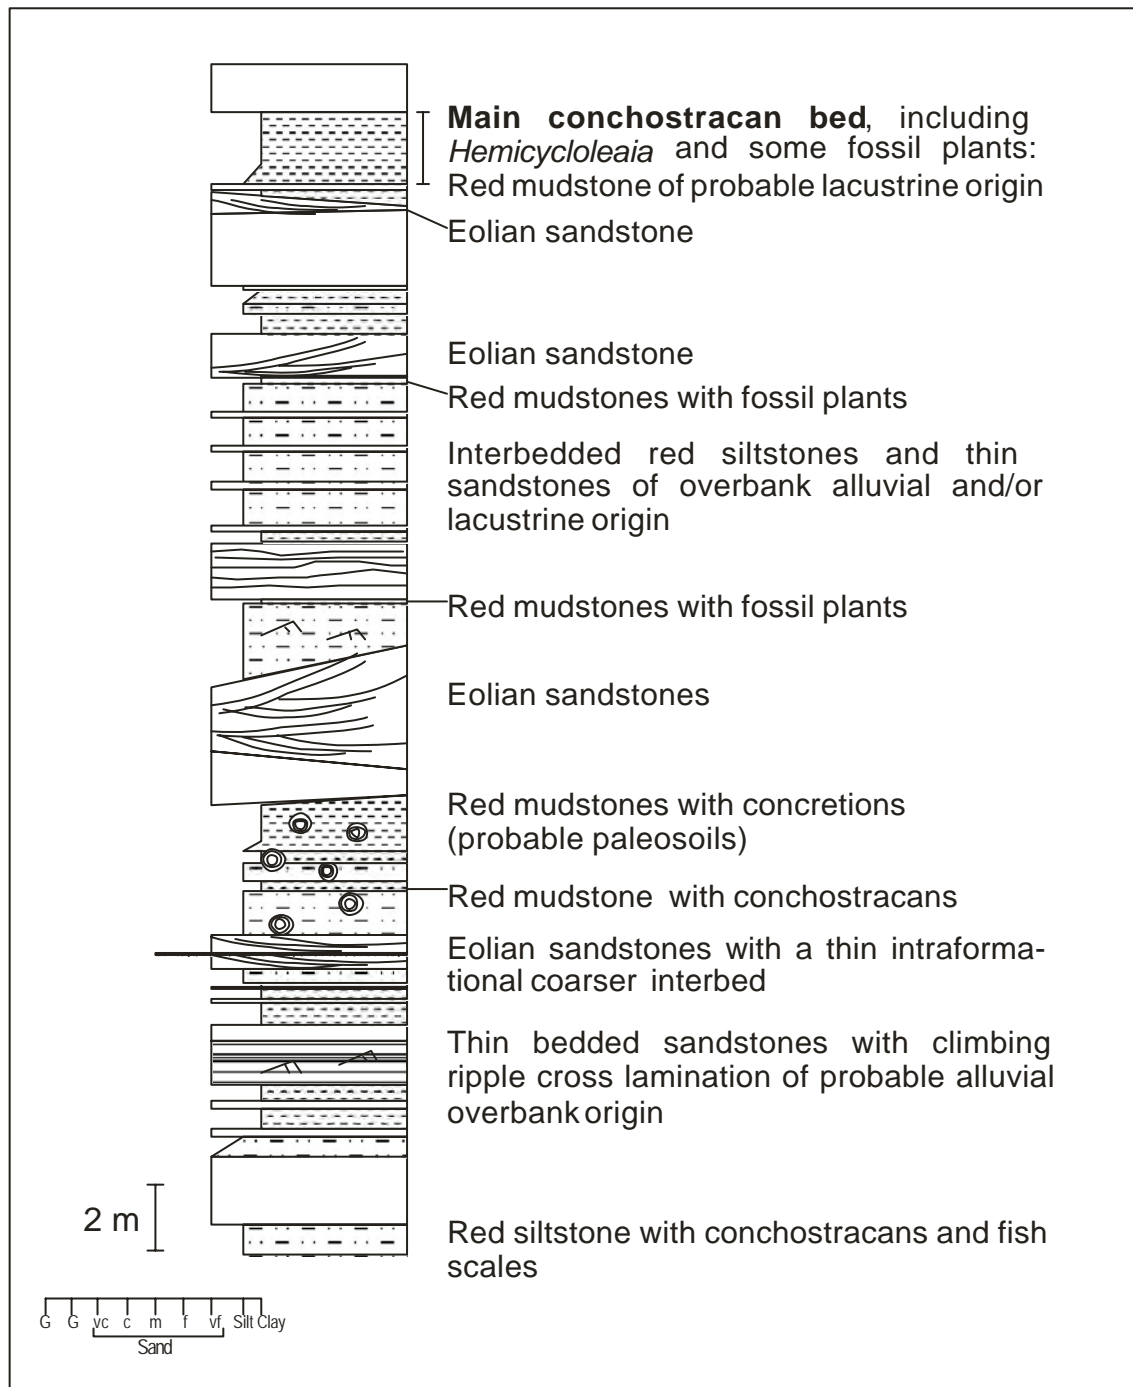 Main conchostracan bed, including
Hemicycloleaia and some fossil plants:
Red mudstone of probable lacustrine origin
Eolian sandstone
Eolian sandstone
Red mudstones with fossil plants
Interbedded red siltstones and thin
sandstones of overbank alluvial and/or
lacustrine origin
Red mudstones with fossil plants
Eolian sandstones
Red mudstones with concretions
(probable paleosoils)
Red mudstone with conchostracans
Eolian sandstones with a thin intraforma-
tional coarser interbed
Thin bedded sandstones with climbing
ripple cross lamination of probable alluvial
overbank origin
2 m
Red siltstone with conchostracans and fish
scales
G G vc c m f vf Silt Clay
Sand